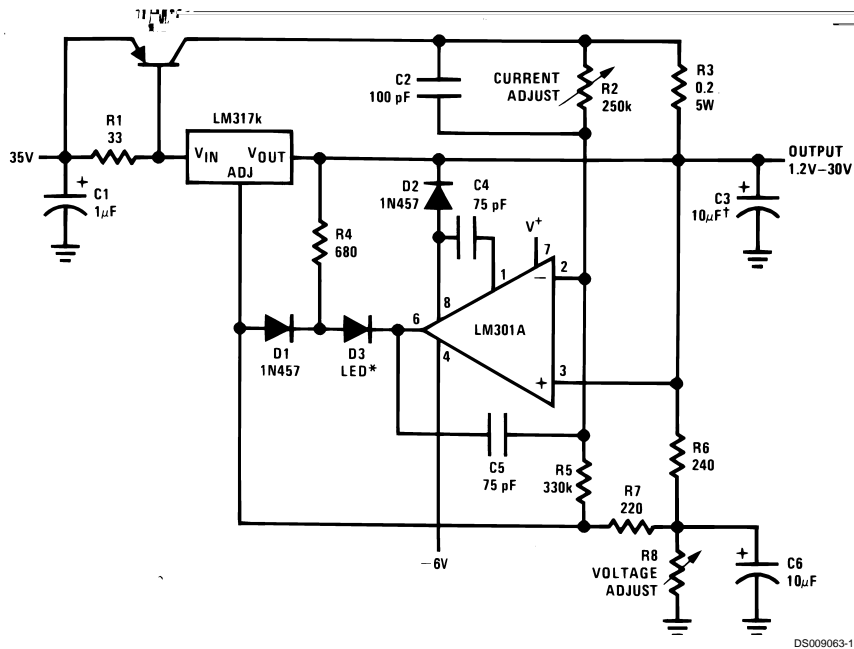 C2
100 pF
CURRENT
ADJUST
R2
250k
R3
0.2
5W
R1
33
LM317k
35V
VIN
VOUT
ADJ
OUTPUT
1.2V–30V
C1
1μF
D2
1N457
C4
75 pF
C3
10μF†
R4
680
V+
7
1
2
−
8
6
LM301A
4
3
+
D1
1N457
D3
LED*
C5
75 pF
R5
330k
R6
240
R7
220
−6V
R8
VOLTAGE
ADJUST
C6
10μF
DS009063-1